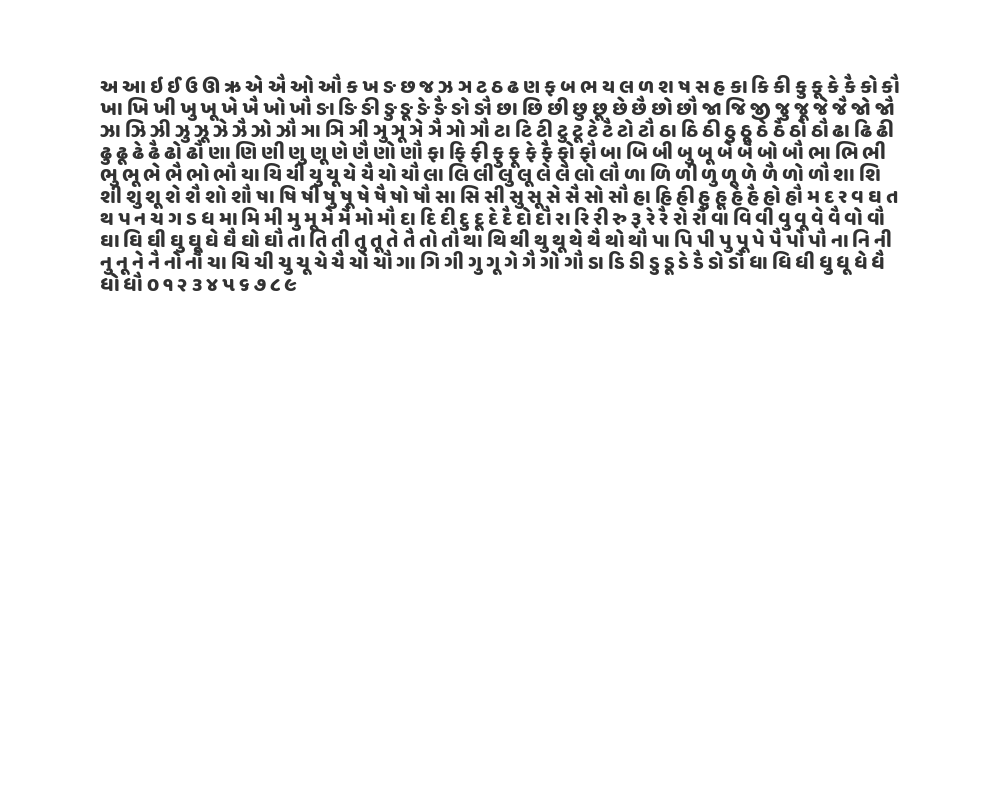 અ આ ઇ ઈ ઉ ઊ ઋ એ ઐ ઓ ઔ ક ખ ઙ છ જ ઝ ઞ ટ ઠ ઢ ણ ફ બ ભ ય લ ળ શ ષ સ હ કા કિ કી કુ કૂ કે કૈ કો કૌ
ખા ખિ ખી ખુ ખૂ ખે ખૈ ખો ખૌ ઙા ઙિ ઙી ઙુ ઙૂ ઙે ઙૈ ઙો ઙૌ છા છિ છી છુ છૂ છે છૈ છો છૌ જા જિ જી જુ જૂ જે જૈ જો જૌ
ઝા ઝિ ઝી ઝુ ઝૂ ઝે ઝૈ ઝો ઝૌ ઞા ઞિ ઞી ઞુ ઞૂ ઞે ઞૈ ઞો ઞૌ ટા ટિ ટી ટુ ટૂ ટે ટૈ ટો ટૌ ઠા ઠિ ઠી ઠુ ઠૂ ઠે ઠૈ ઠો ઠૌ ઢા ઢિ ઢી
ઢુ ઢૂ ઢે ઢૈ ઢો ઢૌ ણા ણિ ણી ણુ ણૂ ણે ણૈ ણો ણૌ ફા ફિ ફી ફુ ફૂ ફે ફૈ ફો ફૌ બા બિ બી બુ બૂ બે બૈ બો બૌ ભા ભિ ભી
ભુ ભૂ ભે ભૈ ભો ભૌ યા યિ યી યુ યૂ યે યૈ યો યૌ લા લિ લી લુ લૂ લે લૈ લો લૌ ળા ળિ ળી ળુ ળૂ ળે ળૈ ળો ળૌ શા શિ
શી શુ શૂ શે શૈ શો શૌ ષા ષિ ષી ષુ ષૂ ષે ષૈ ષો ષૌ સા સિ સી સુ સૂ સે સૈ સો સૌ હા હિ હી હુ હૂ હે હૈ હો હૌ મ દ ર વ ઘ ત
થ પ ન ચ ગ ડ ધ મા મિ મી મુ મૂ મે મૈ મો મૌ દા દિ દી દુ દૂ દે દૈ દો દૌ રા રિ રી રુ રૂ રે રૈ રો રૌ વા વિ વી વુ વૂ વે વૈ વો વૌ
ઘા ઘિ ઘી ઘુ ઘૂ ઘે ઘૈ ઘો ઘૌ તા તિ તી તુ તૂ તે તૈ તો તૌ થા થિ થી થુ થૂ થે થૈ થો થૌ પા પિ પી પુ પૂ પે પૈ પો પૌ ના નિ ની
નુ નૂ ને નૈ નો નૌ ચા ચિ ચી ચુ ચૂ ચે ચૈ ચો ચૌ ગા ગિ ગી ગુ ગૂ ગે ગૈ ગો ગૌ ડા ડિ ડી ડુ ડૂ ડે ડૈ ડો ડૌ ધા ધિ ધી ધુ ધૂ ધે ધૈ
ધો ધૌ ૦ ૧ ૨ ૩ ૪ ૫ ૬ ૭ ૮ ૯